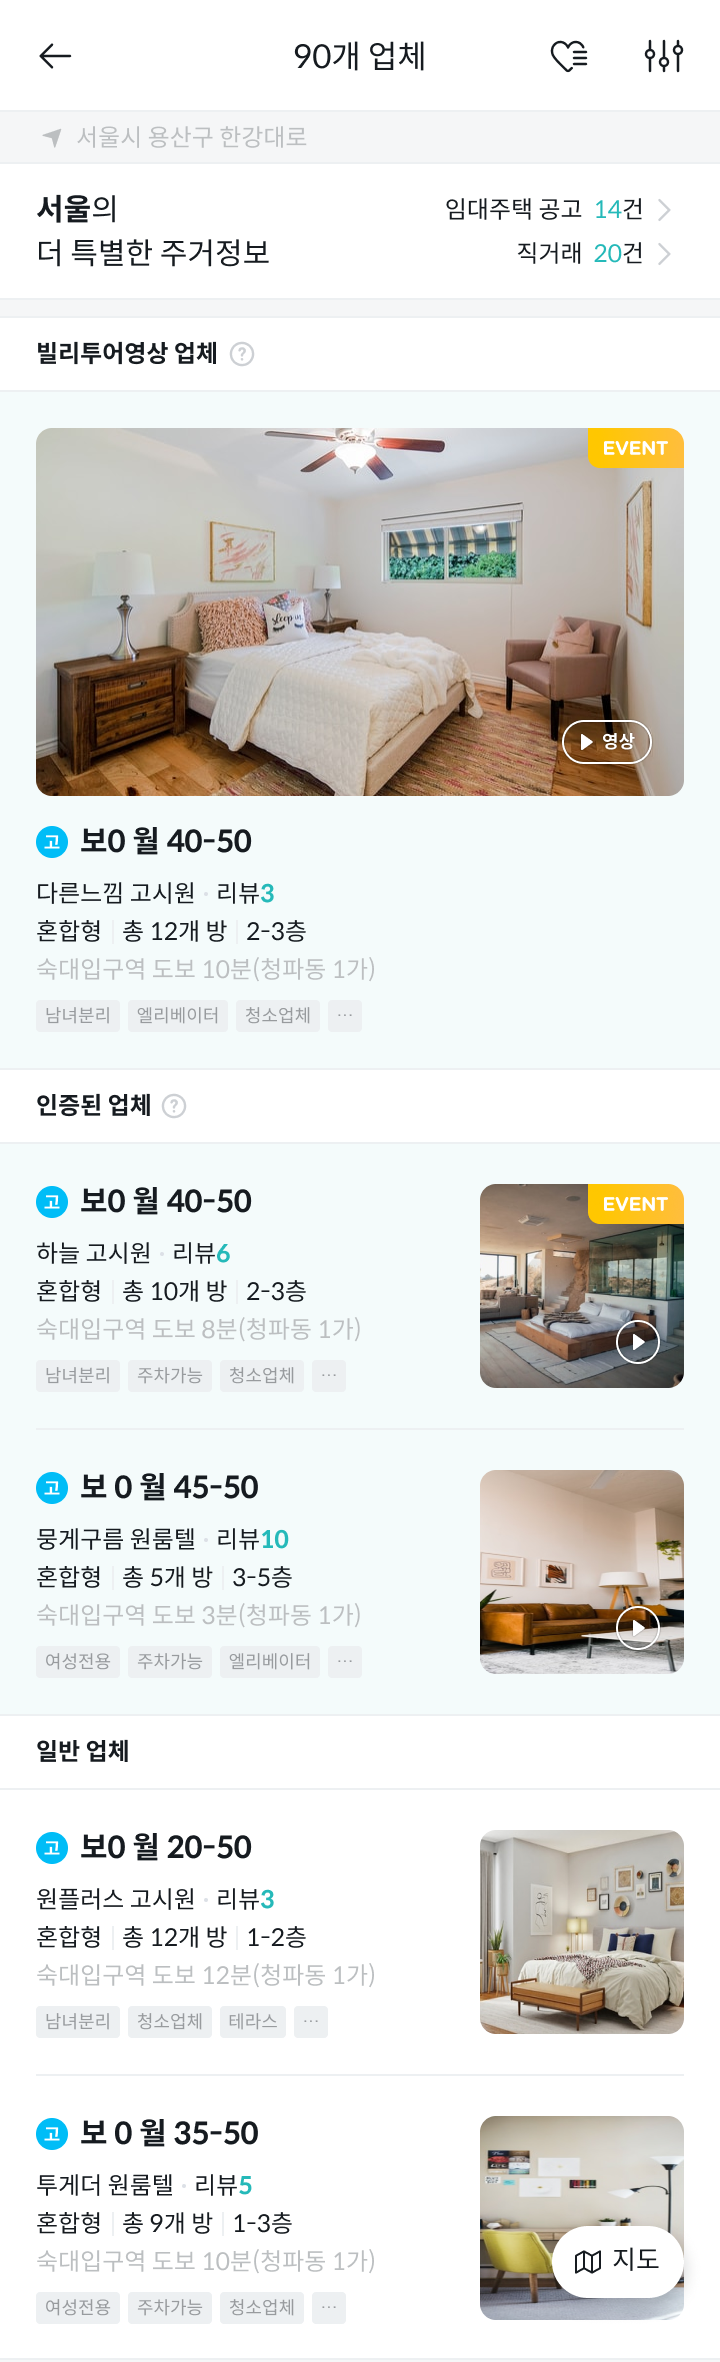 90개 업체
서울시 용산구 한강대로
서울의
더 특별한 주거정보
임대주택 공고 14건
직거래 20건
빌리투어영상 업체 ?
EVENT
sleep in
영상
고 보0 월 40-50
다른느낌 고시원 · 리뷰3
혼합형 | 총 12개 방 | 2-3층
숙대입구역 도보 10분(청파동 1가)
남녀분리 엘리베이터 청소업체 ···
인증된 업체 ?
고 보0 월 40-50
EVENT
하늘 고시원 · 리뷰6
혼합형 | 총 10개 방 | 2-3층
숙대입구역 도보 8분(청파동 1가)
남녀분리 주차가능 청소업체 ···
고 보 0 월 45-50
뭉게구름 원룸텔 · 리뷰10
혼합형 | 총 5개 방 | 3-5층
숙대입구역 도보 3분(청파동 1가)
여성전용 주차가능 엘리베이터 ···
일반 업체
고 보0 월 20-50
원플러스 고시원 · 리뷰3
혼합형 | 총 12개 방 | 1-2층
숙대입구역 도보 12분(청파동 1가)
남녀분리 청소업체 테라스 ···
고 보 0 월 35-50
투게더 원룸텔 · 리뷰5
혼합형 | 총 9개 방 | 1-3층
숙대입구역 도보 10분(청파동 1가)
여성전용 주차가능 청소업체 ···
지도